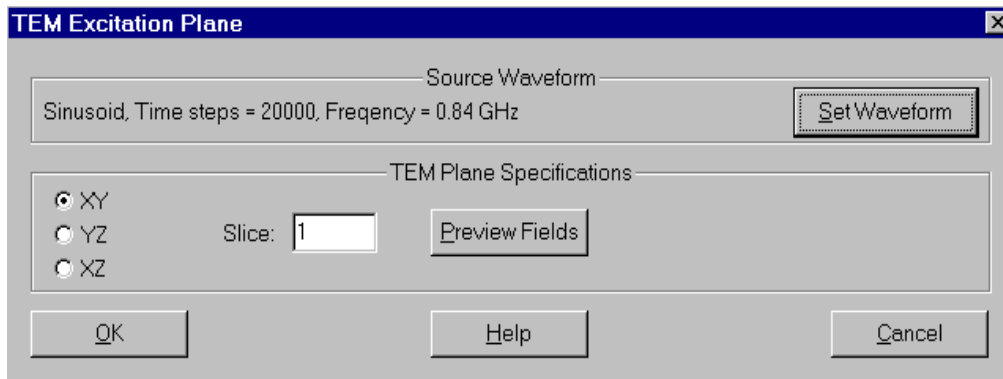 TEM Excitation Plane
Source Waveform
Sinusoid, Time steps = 20000, Freqency = 0.84 GHz
Set Waveform
TEM Plane Specifications
XY
YZ
XZ
Slice: 1
Preview Fields
OK
Help
Cancel